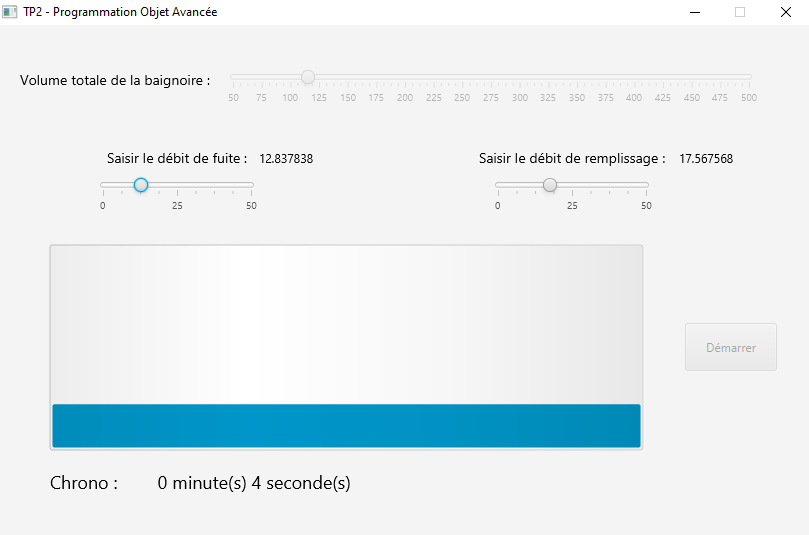 TP2 - Programmation Objet Avancée
Volume totale de la baignoire :
50 75 100 125 150 175 200 225 250 275 300 325 350 375 400 425 450 475 500
Saisir le débit de fuite : 12.837838
0 25 50
Saisir le débit de remplissage : 17.567568
0 25 50
Démarrer
Chrono : 0 minute(s) 4 seconde(s)